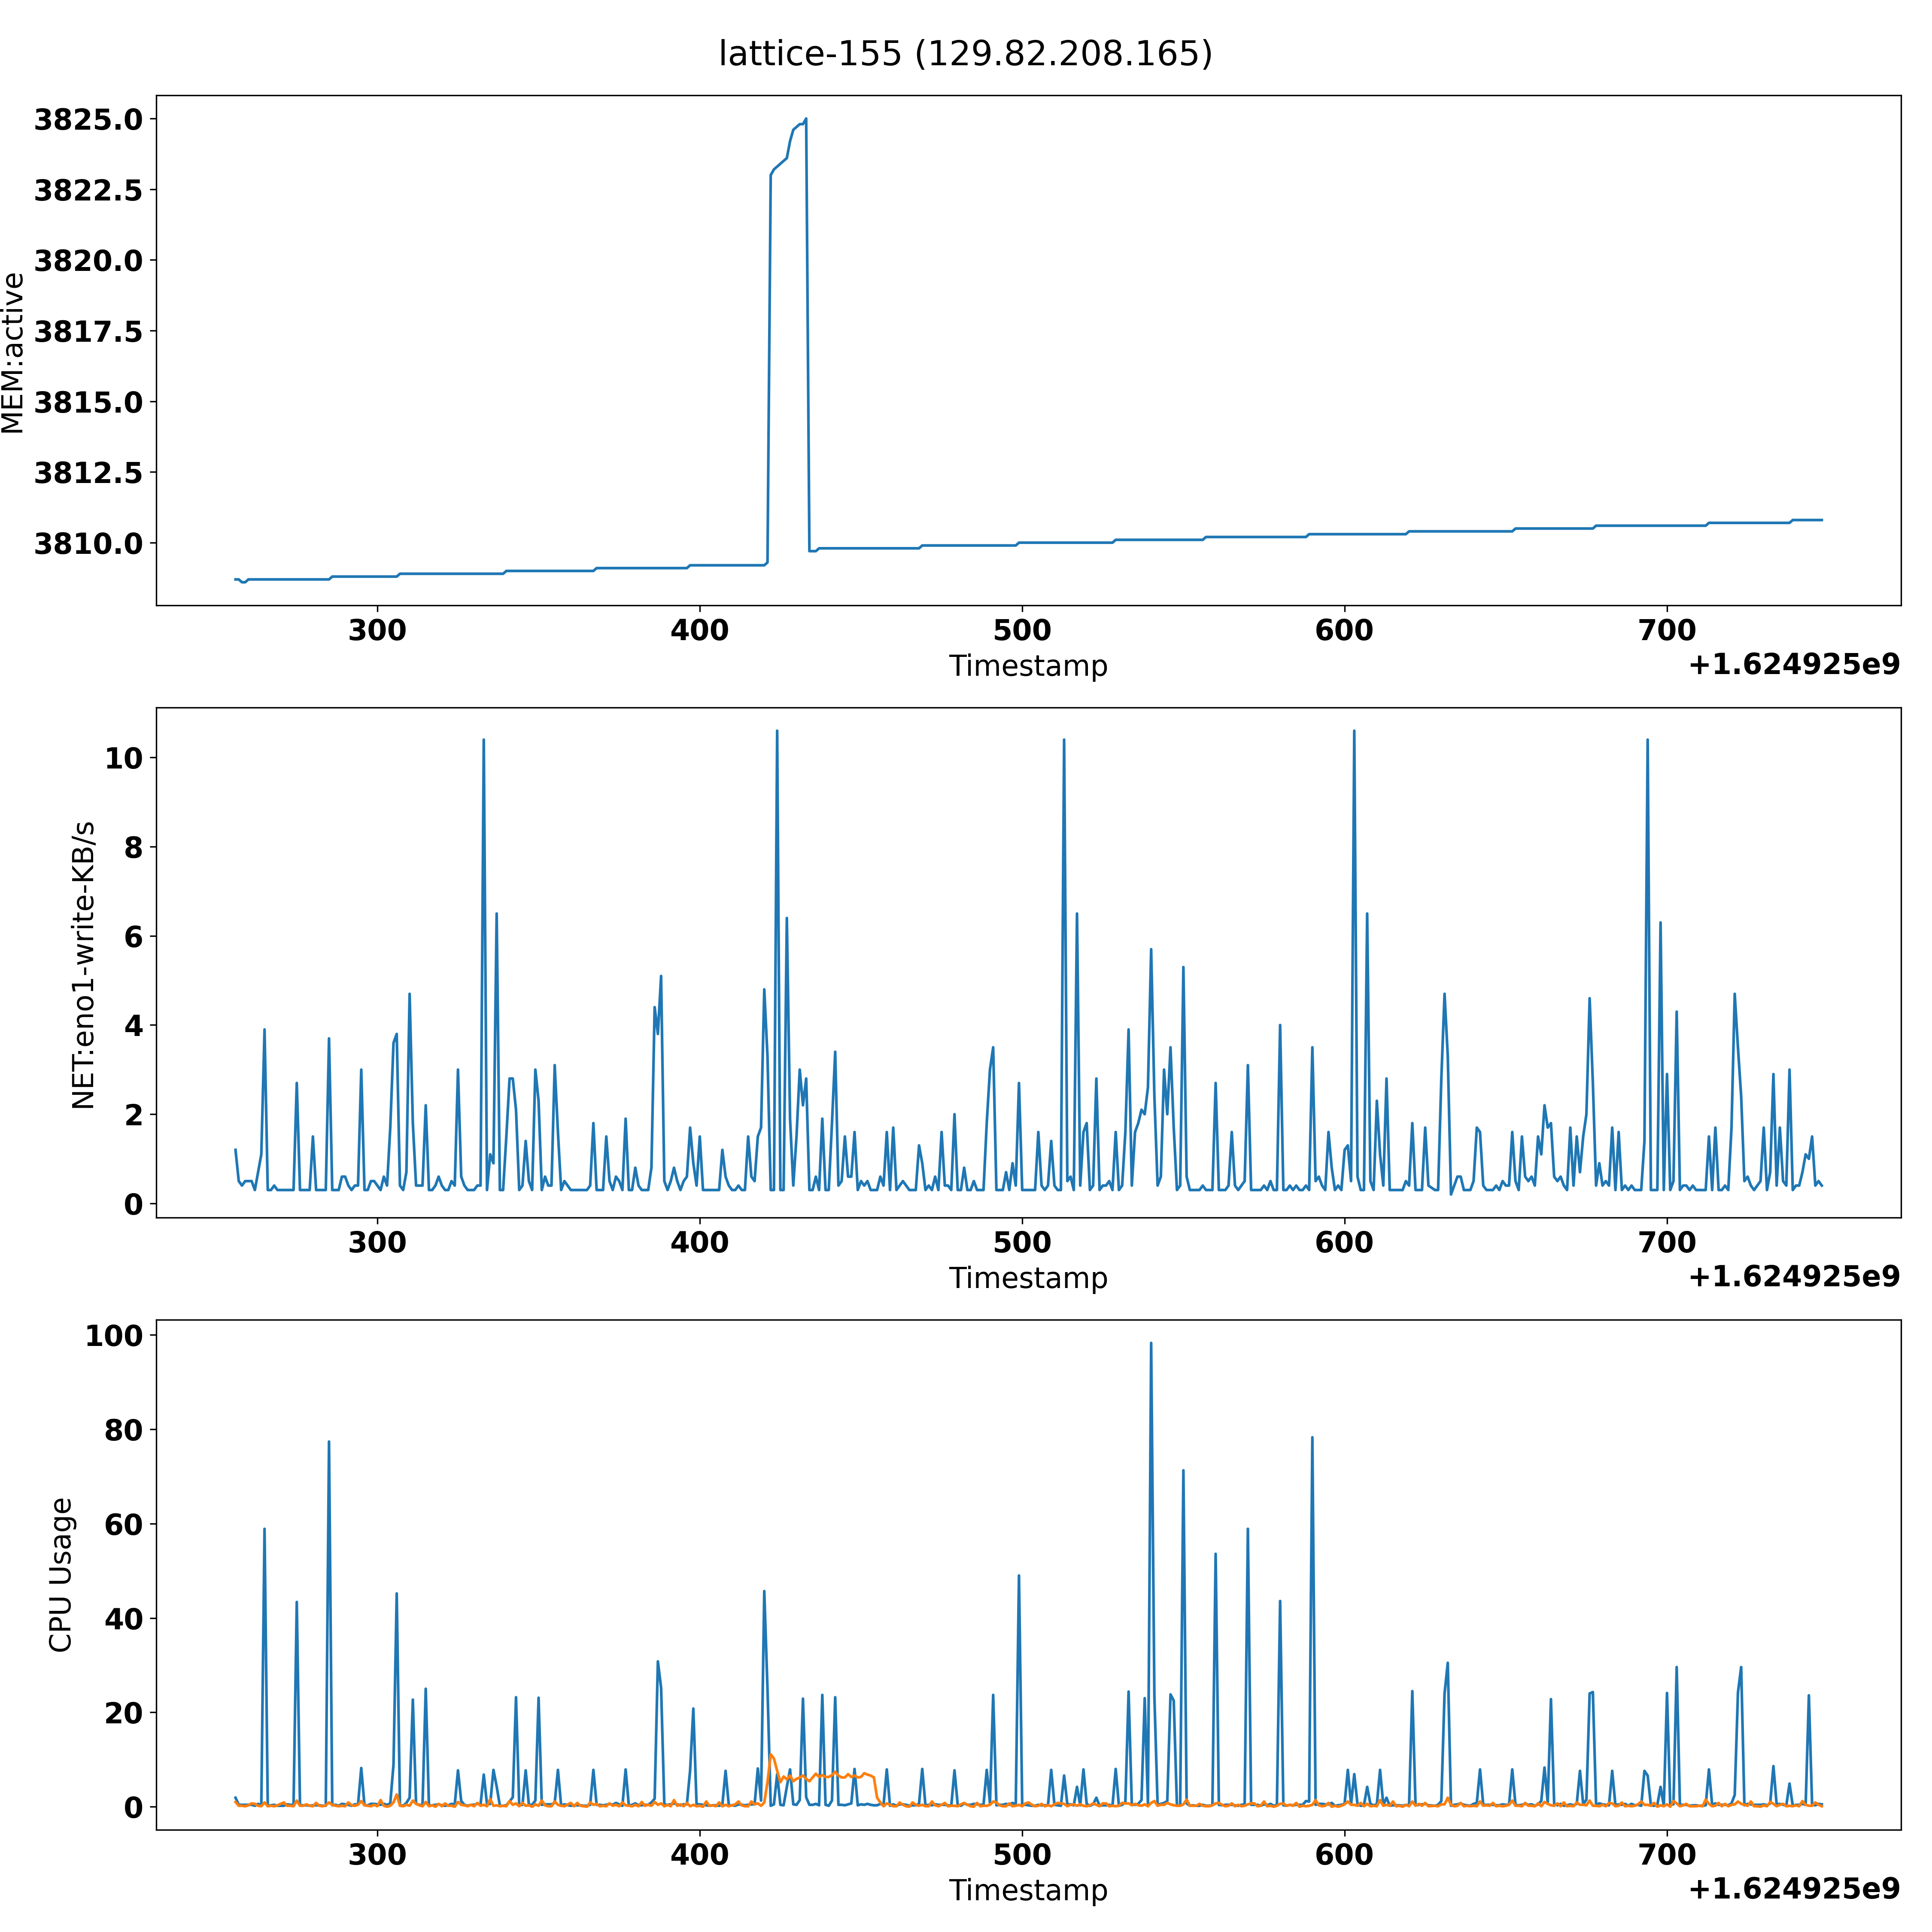 lattice-155 (129.82.208.165)
MEM:active
3825.0
3822.5
3820.0
3817.5
3815.0
3812.5
3810.0
300 400 500 600 700
Timestamp
+1.624925e9
NET:eno1-write-KB/s
10
8
6
4
2
0
300 400 500 600 700
Timestamp
+1.624925e9
CPU Usage
100
80
60
40
20
0
300 400 500 600 700
Timestamp
+1.624925e9